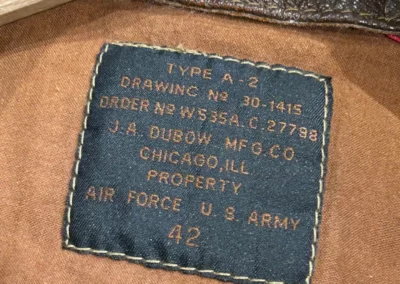 TYPE A-2
DRAWING Nº 30-1415
ORDER Nº W535A.C.27798
J.A. DUBOW MFG.CO.
CHICAGO,ILL
PROPERTY
AIR FORCE U.S. ARMY
42